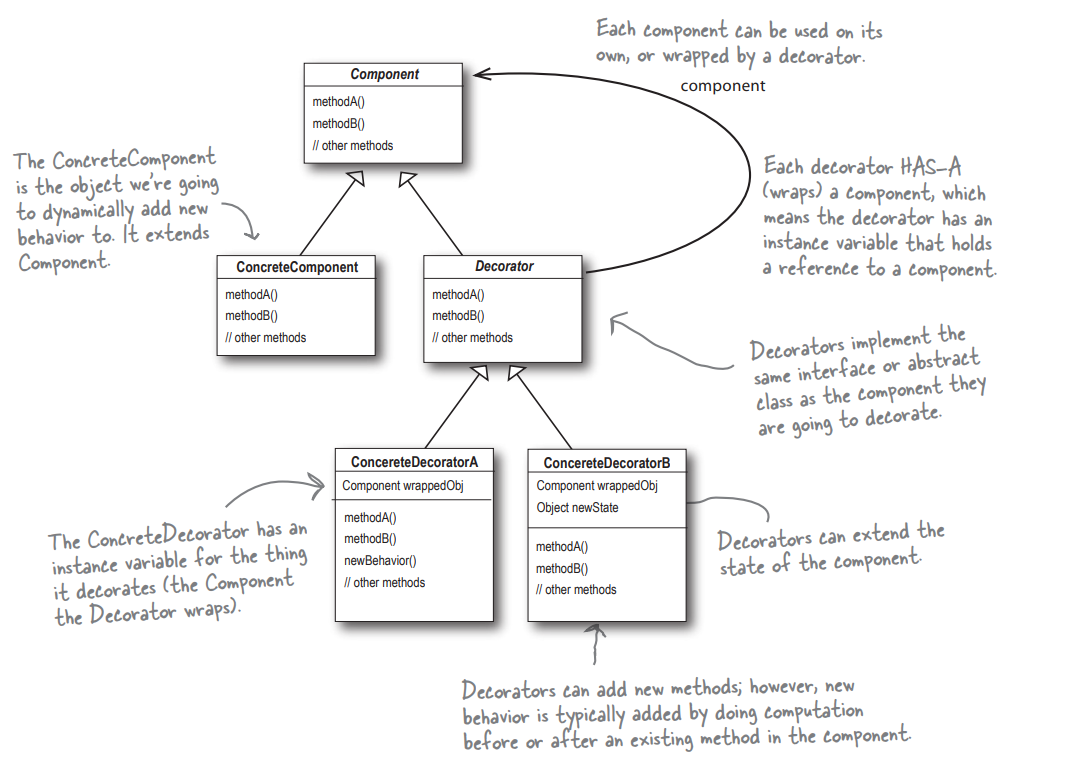 Each component can be used on its
own, or wrapped by a decorator.
component
Component
methodA()
methodB()
// other methods
The ConcreteComponent
is the object we're going
to dynamically add new
behavior to. It extends
Component.
Each decorator HAS-A
(wraps) a component, which
means the decorator has an
instance variable that holds
a reference to a component.
ConcreteComponent
methodA()
methodB()
// other methods
Decorator
methodA()
methodB()
// other methods
Decorators implement the
same interface or abstract
class as the component they
are going to decorate.
ConcereteDecoratorA
Component wrappedObj
methodA()
methodB()
newBehavior()
// other methods
ConcereteDecoratorB
Component wrappedObj
Object newState
methodA()
methodB()
// other methods
The ConcreteDecorator has an
instance variable for the thing
it decorates (the Component
the Decorator wraps).
Decorators can extend the
state of the component.
Decorators can add new methods; however, new
behavior is typically added by doing computation
before or after an existing method in the component.